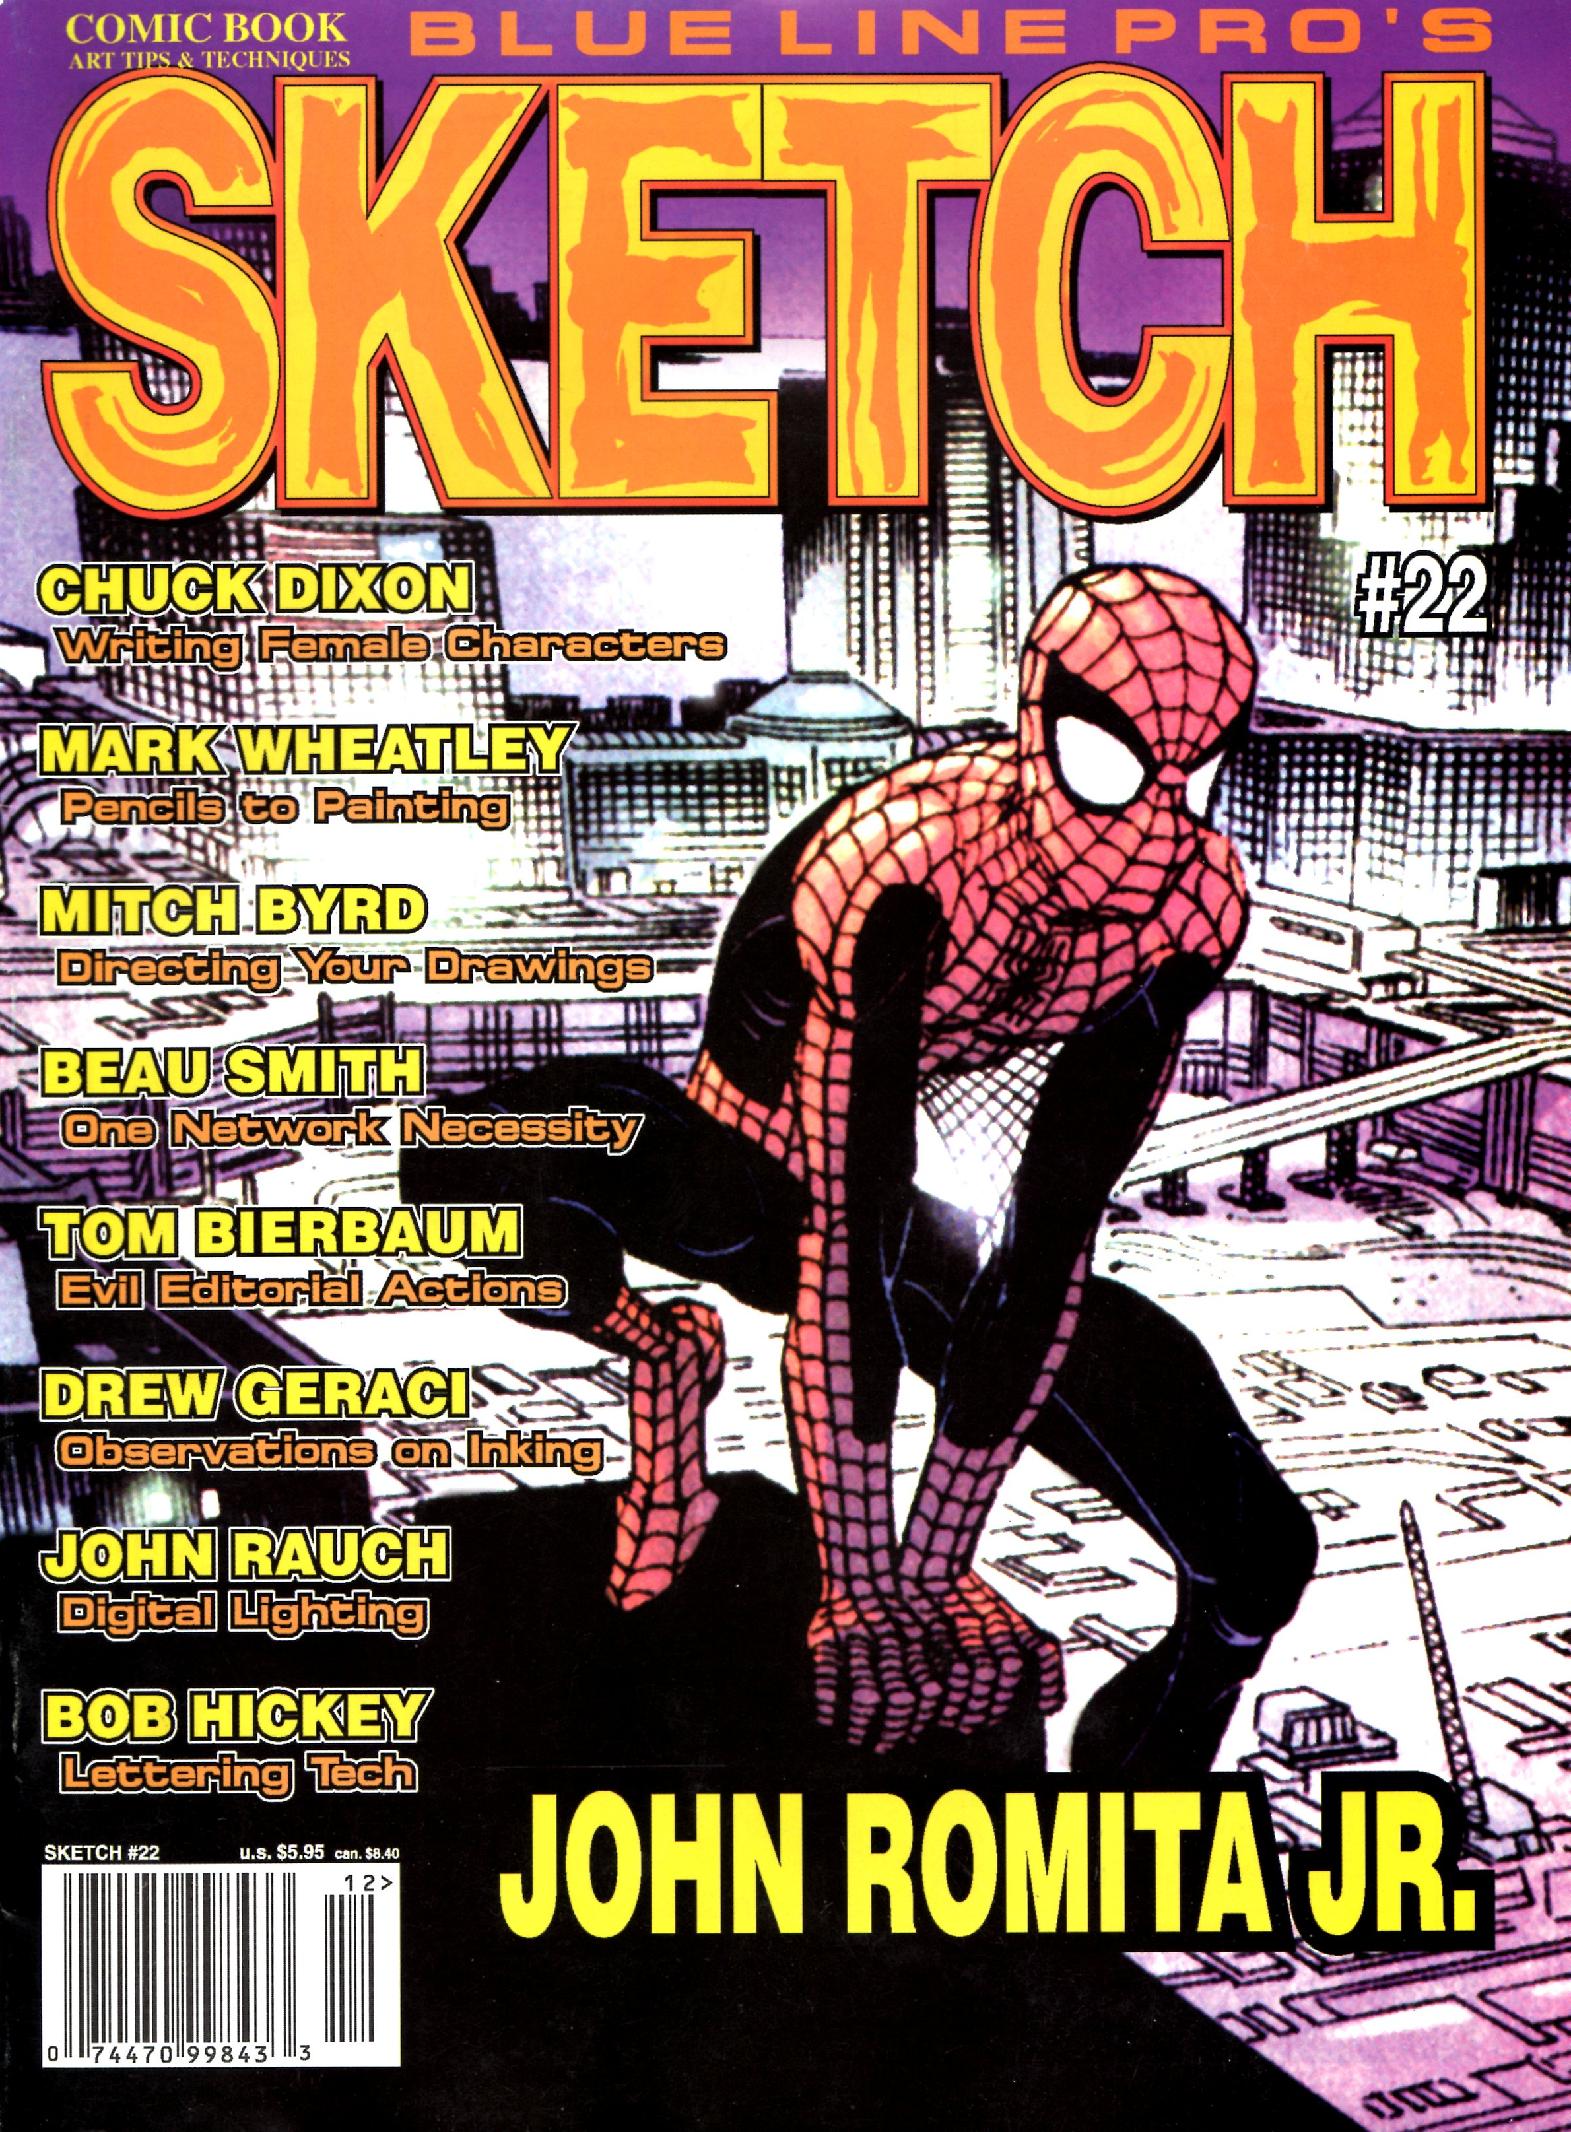 COMIC BOOK
ART TIPS & TECHNIQUES
BLUE LINE PRO'S
SKETCH
#22
CHUCK DIXON
Writing Female Characters
MARK WHEATLEY
Pencils to Painting
MITCH BYRD
Directing Your Drawings
BEAU SMITH
One Network Necessity
TOM BIERBAUM
Evil Editorial Actions
DREW GERACI
Observations on Inking
JOHN RAUCH
Digital Lighting
BOB HICKEY
Lettering Tech
JOHN ROMITA JR.
SKETCH #22 u.s. $5.95 can. $8.40
12>
0 74470 99843 3